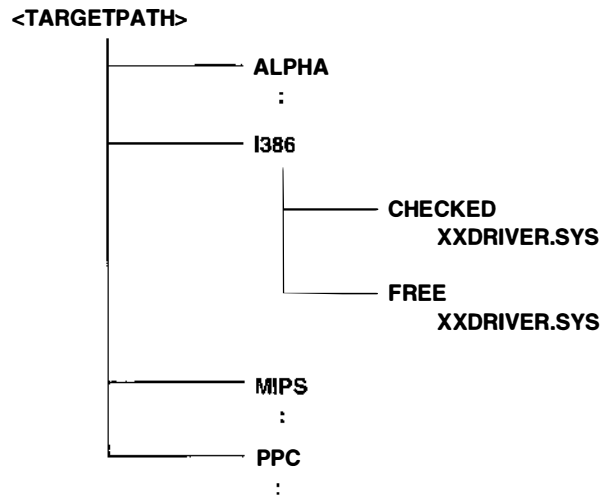 <TARGETPATH>
ALPHA
:
I386
CHECKED
XXDRIVER.SYS
FREE
XXDRIVER.SYS
MIPS
:
PPC
: